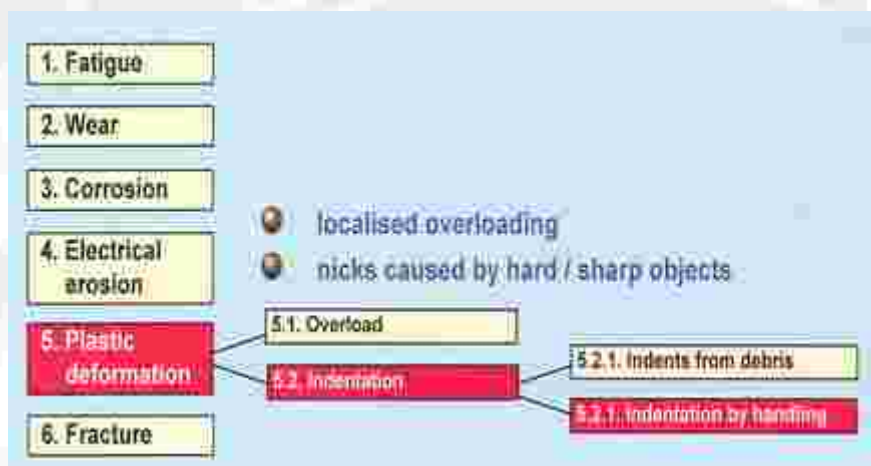 1. Fatigue
2. Wear
3. Corrosion
4. Electrical
erosion
localised overloading
nicks caused by hard / sharp objects
5. Plastic
deformation
5.1. Overload
5.2. Indentation
5.2.1. Indents from debris
5.2.1. Indentation by handling
6. Fracture